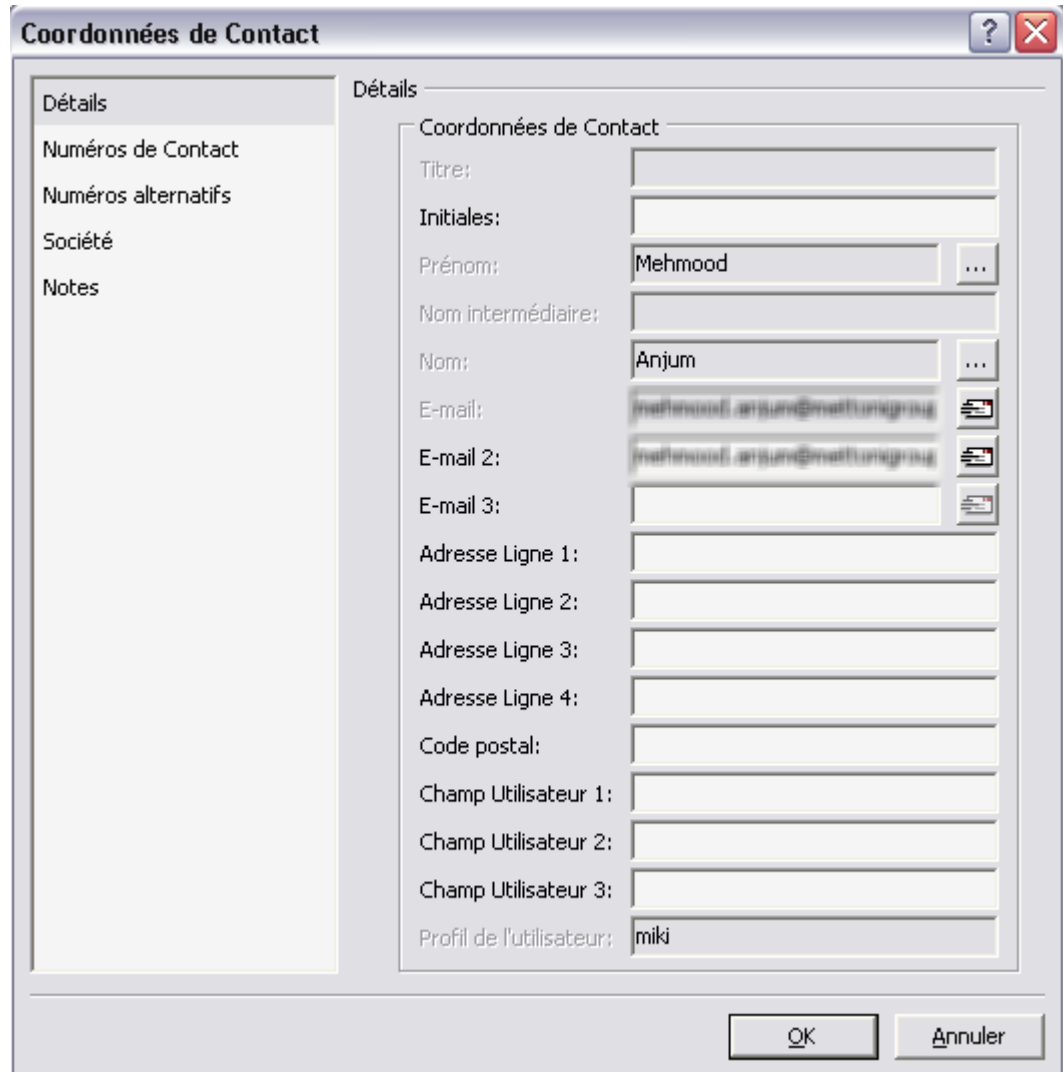 Coordonnées de Contact
Détails
Numéros de Contact
Numéros alternatifs
Société
Notes
Détails
Coordonnées de Contact
Titre:
Initiales:
Prénom: Mehmood ...
Nom intermédiaire:
Nom: Anjum ...
E-mail:
E-mail 2:
E-mail 3:
Adresse Ligne 1:
Adresse Ligne 2:
Adresse Ligne 3:
Adresse Ligne 4:
Code postal:
Champ Utilisateur 1:
Champ Utilisateur 2:
Champ Utilisateur 3:
Profil de l'utilisateur: miki
OK Annuler